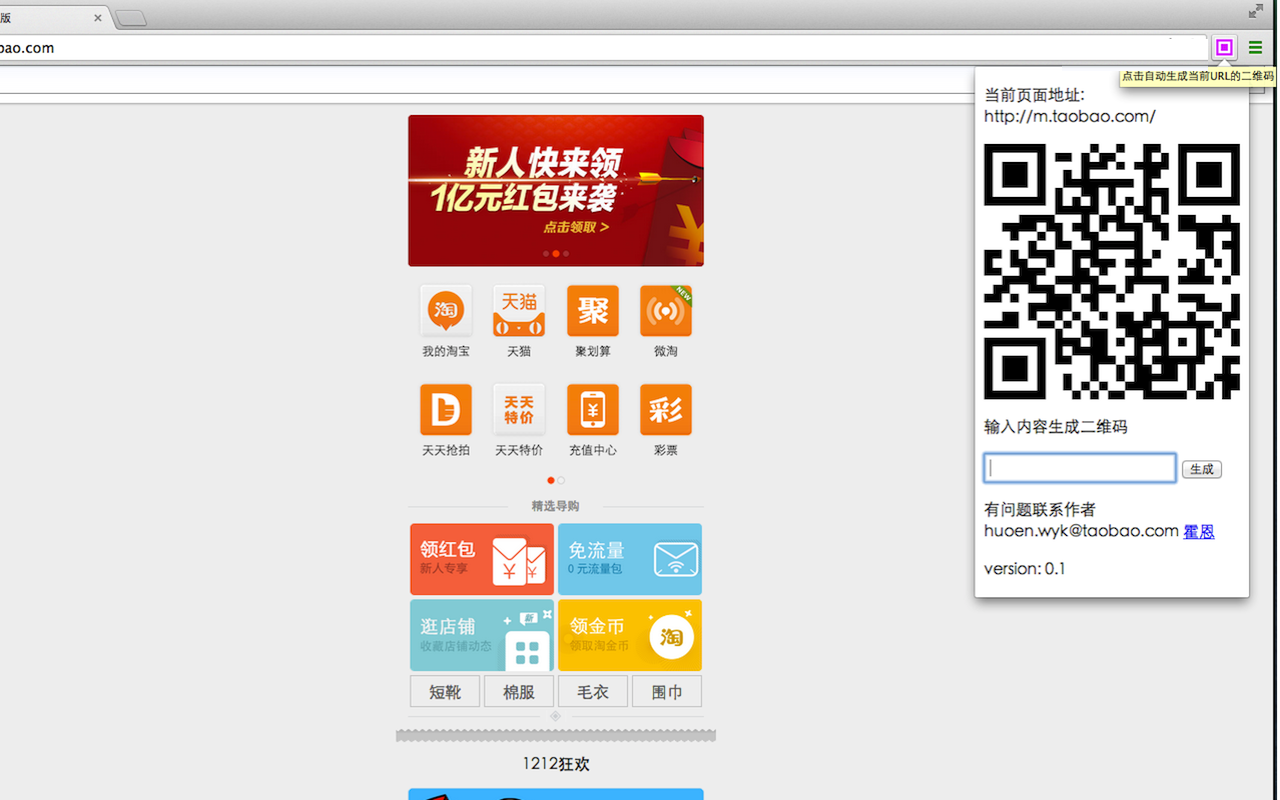 版
bao.com
点击自动生成当前URL的二维码
当前页面地址:
http://m.taobao.com/
新人快来领
1亿元红包来袭
点击领取 >
淘
天猫
聚
NEW
我的淘宝
天猫
聚划算
微淘
天天
特价
¥
彩
天天抢拍
天天特价
充值中心
彩票
精选导购
领红包
新人专享
免流量
0 元流量包
逛店铺
收藏店铺动态
新
领金币
领取淘金币
淘
短靴
棉服
毛衣
围巾
1212狂欢
输入内容生成二维码
生成
有问题联系作者
huoen.wyk@taobao.com 霍恩
version: 0.1